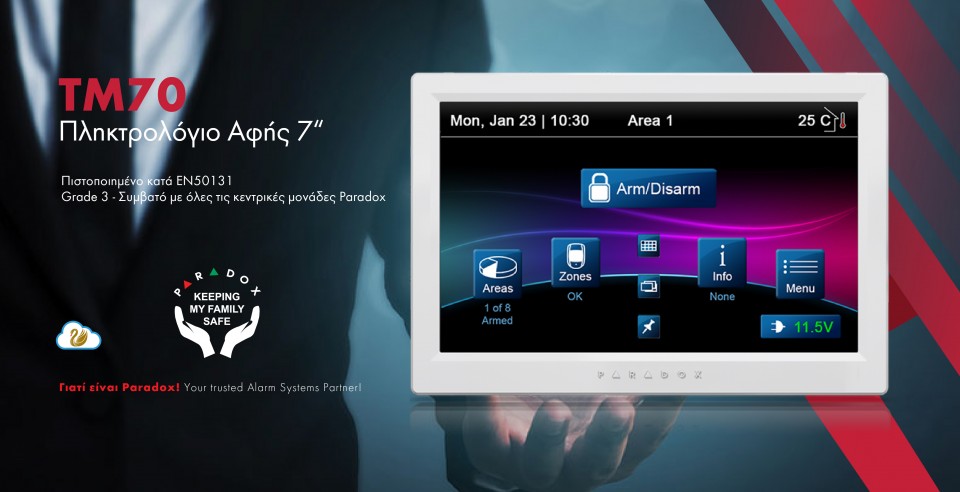 TM70
Πληκτρολόγιο Αφής 7"
Πιστοποιημένο κατά EN50131
Grade 3 - Συμβατό με όλες τις κεντρικές μονάδες Paradox
PARADOX
KEEPING
MY FAMILY
SAFE
Γιατί είναι Paradox! Your trusted Alarm Systems Partner!
Mon, Jan 23 | 10:30 Area 1 25 C
Arm/Disarm
Areas
1 of 8
Armed
Zones
OK
i
Info
None
Menu
11.5V
PARADOX